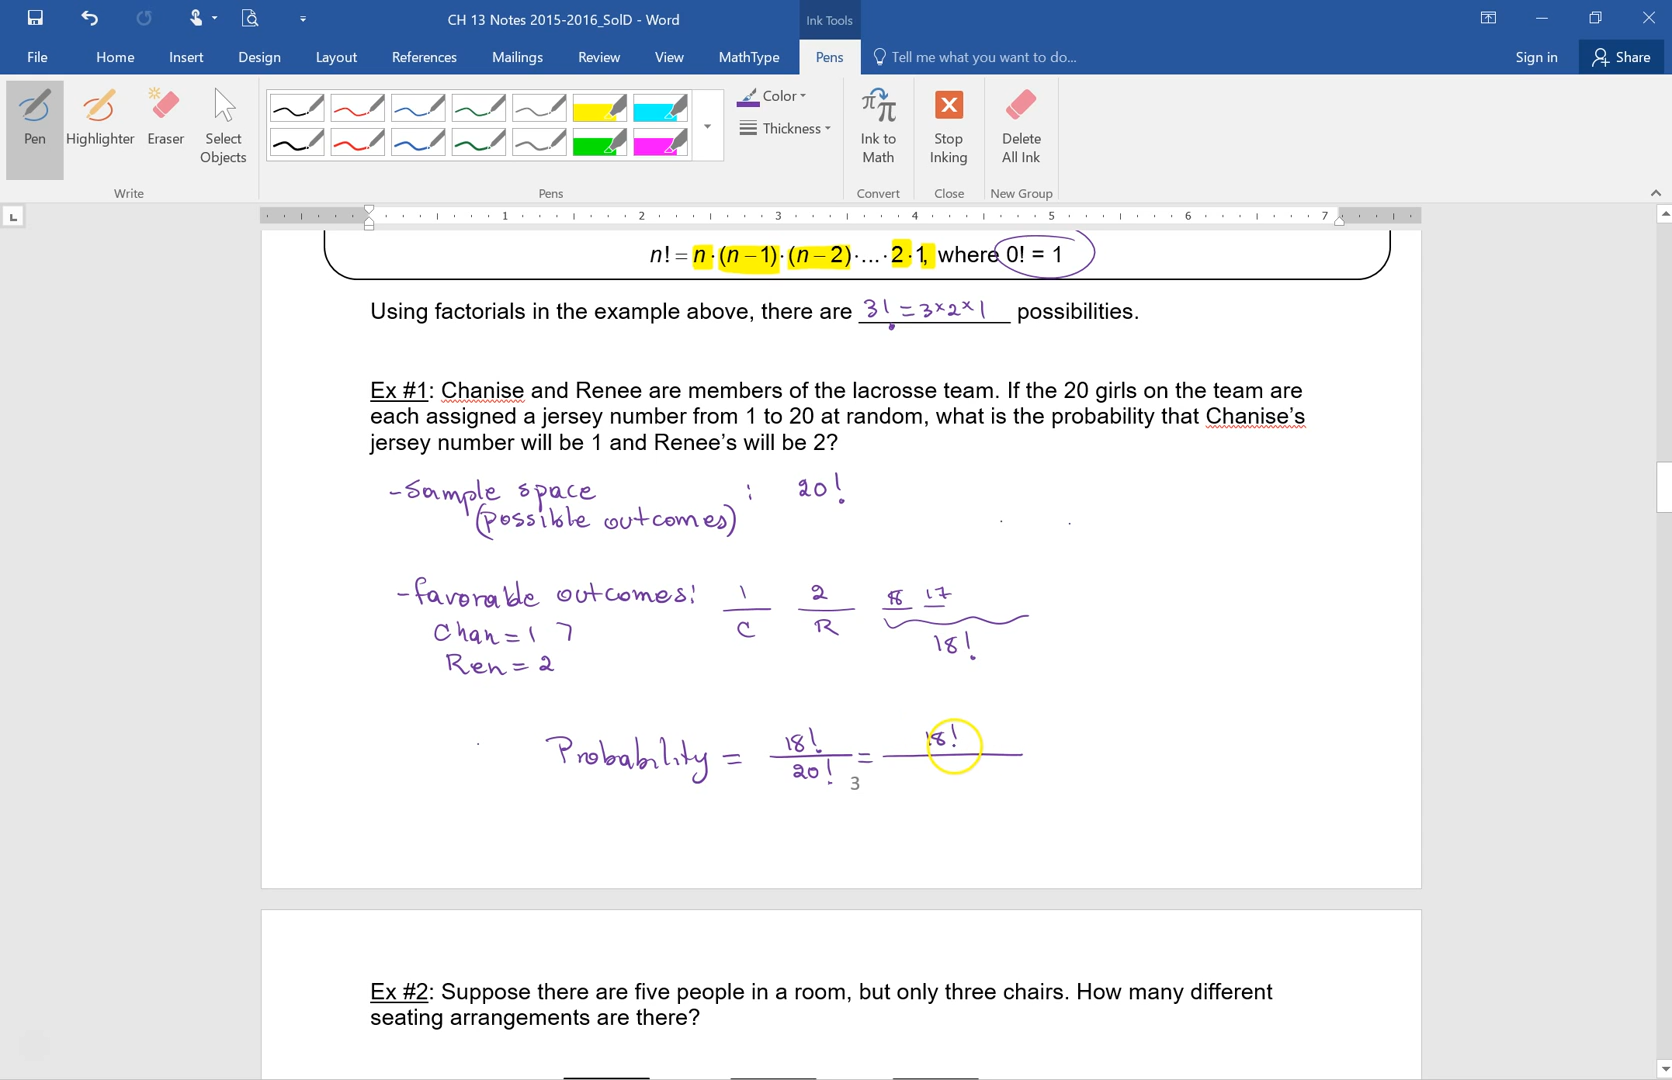 CH 13 Notes 2015-2016_SolD - Word
Ink Tools
File Home Insert Design Layout References Mailings Review View MathType Pens Tell me what you want to do... Sign in Share
Pen Highlighter Eraser Select Objects
Color
Thickness
Ink to Math Stop Inking Delete All Ink
Write Pens Convert Close New Group
L 1 2 3 4 5 6 7
n! = n · (n – 1) · (n – 2) · ... · 2 · 1, where 0! = 1
Using factorials in the example above, there are 3! = 3 × 2 × 1 possibilities.
Ex #1: Chanise and Renee are members of the lacrosse team. If the 20 girls on the team are
each assigned a jersey number from 1 to 20 at random, what is the probability that Chanise’s
jersey number will be 1 and Renee’s will be 2?
- Sample space : 20!
(possible outcomes)
- favorable outcomes: 1 2 18 17
Chan = 1 C R 18!
Ren = 2
Probability = 18!/20! = 18!
3
Ex #2: Suppose there are five people in a room, but only three chairs. How many different
seating arrangements are there?